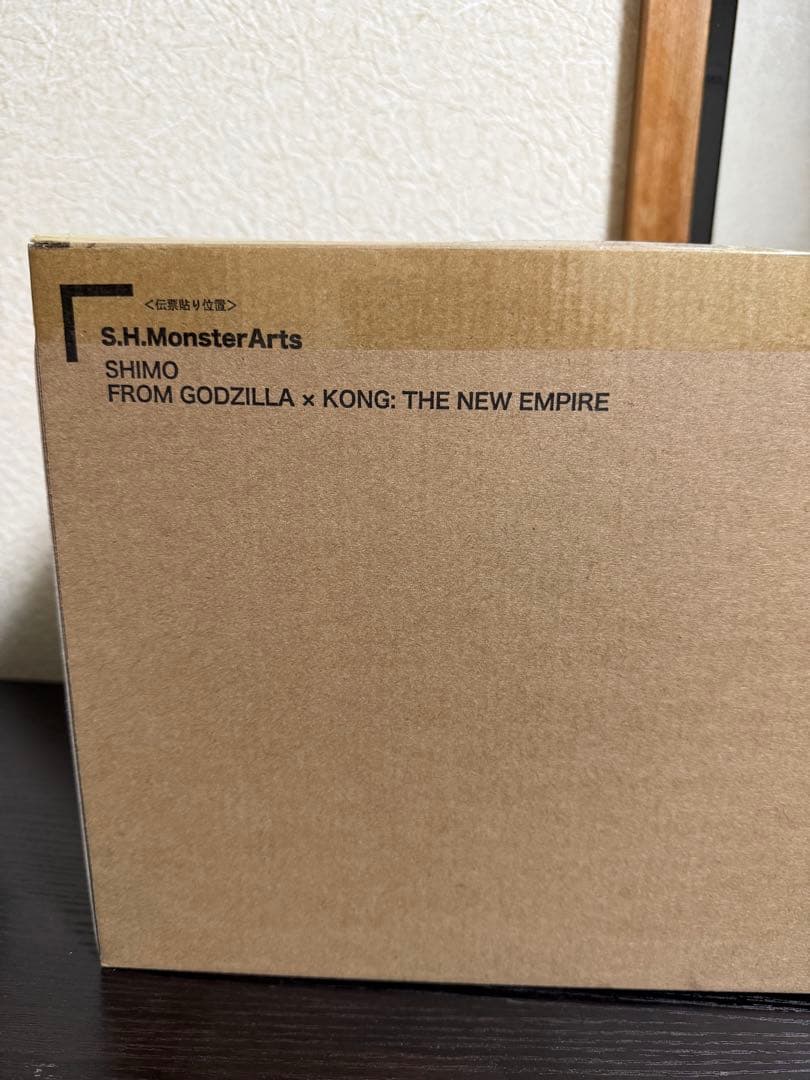 <伝票貼り位置>
S.H.MonsterArts
SHIMO
FROM GODZILLA × KONG: THE NEW EMPIRE